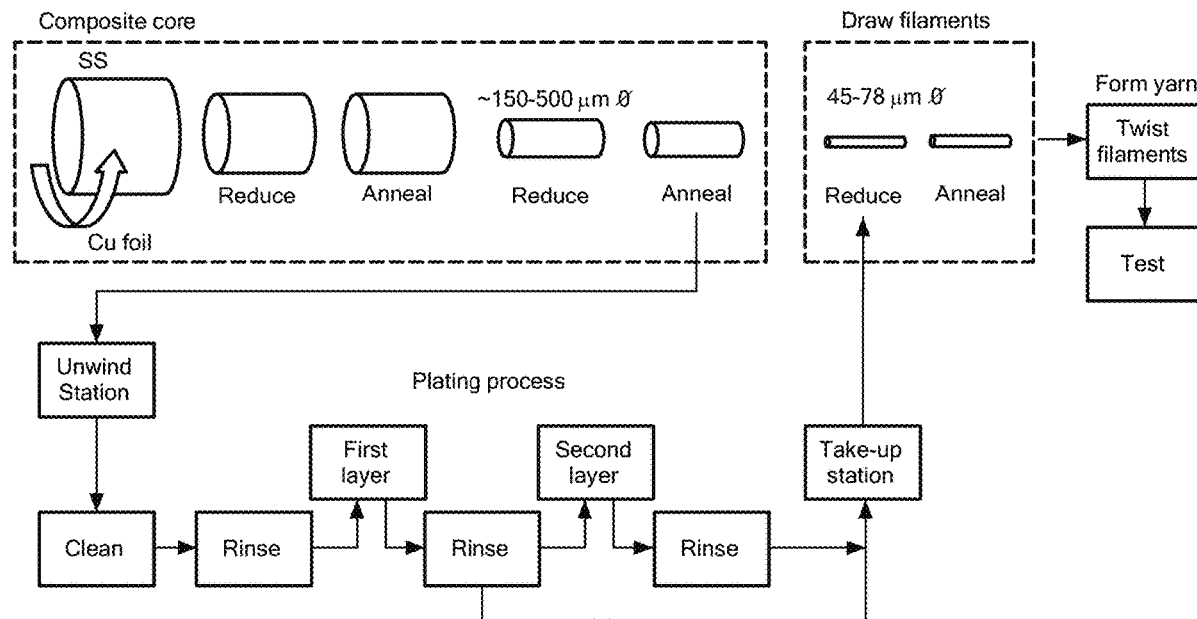 Composite core
Draw filaments
SS
~150-500 μm Ø
45-78 μm Ø
Form yarn
Twist
filaments
Reduce
Anneal
Reduce
Anneal
Reduce
Anneal
Cu foil
Test
Unwind
Station
Plating process
First
layer
Second
layer
Take-up
station
Clean
Rinse
Rinse
Rinse